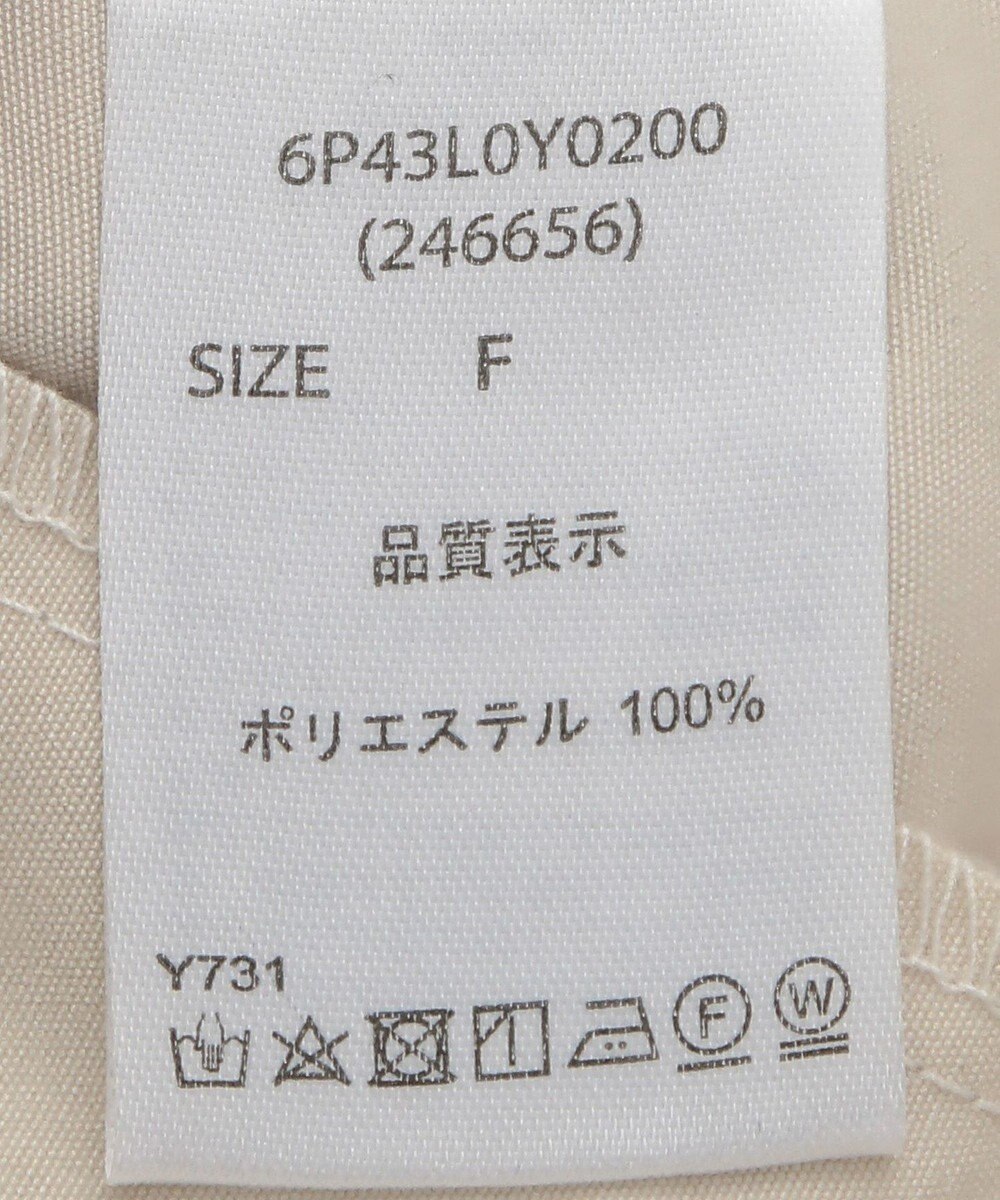 6P43L0Y0200
(246656)
SIZE F
品質表示
ポリエステル 100%
Y731
F W